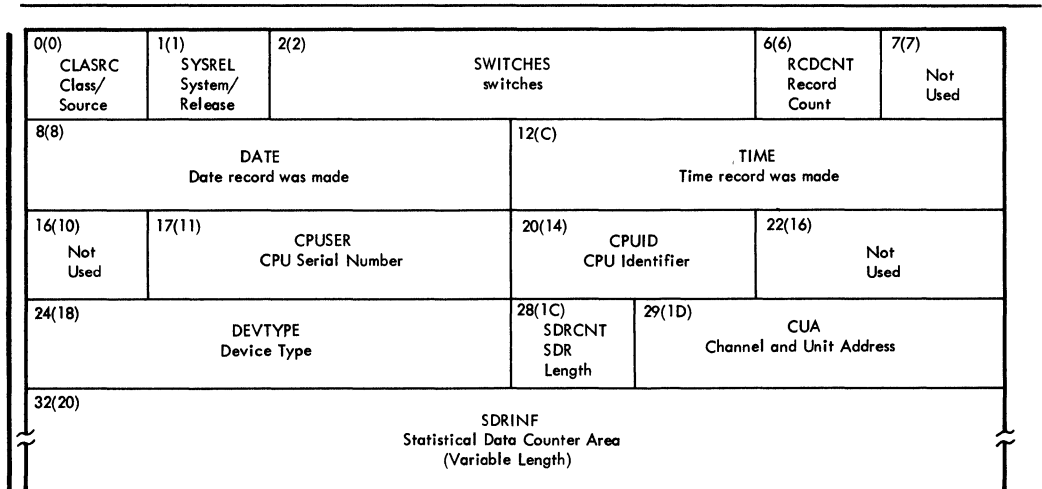 0(0)
CLASRC
Class/
Source
1(1)
SYSREL
System/
Release
2(2)
SWITCHES
switches
6(6)
RCDCNT
Record
Count
7(7)
Not
Used
8(8)
DATE
Date record was made
12(C)
TIME
Time record was made
16(10)
Not
Used
17(11)
CPUSER
CPU Serial Number
20(14)
CPUID
CPU Identifier
22(16)
Not
Used
24(18)
DEVTYPE
Device Type
28(1C)
SDRCNT
SDR
Length
29(1D)
CUA
Channel and Unit Address
32(20)
SDRINF
Statistical Data Counter Area
(Variable Length)